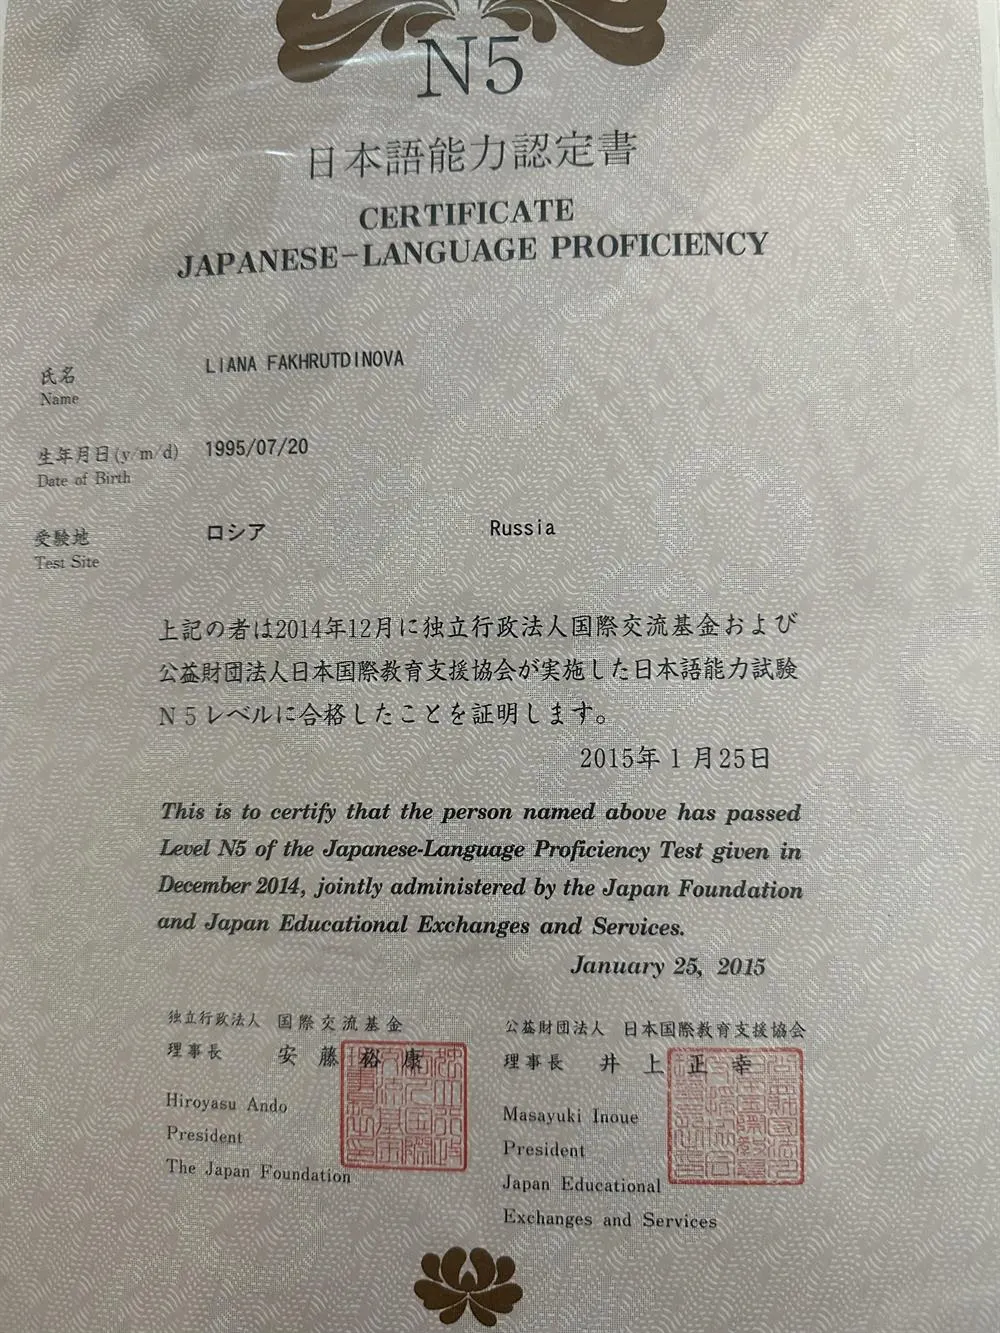 N5
日本語能力認定書
CERTIFICATE
JAPANESE-LANGUAGE PROFICIENCY
氏名 LIANA FAKHRUTDINOVA
Name
生年月日(y/m/d) 1995/07/20
Date of Birth
受験地 ロシア Russia
Test Site
上記の者は2014年12月に独立行政法人国際交流基金および
公益財団法人日本国際教育支援協会が実施した日本語能力試験
N5レベルに合格したことを証明します。
2015年1月25日
This is to certify that the person named above has passed
Level N5 of the Japanese-Language Proficiency Test given in
December 2014, jointly administered by the Japan Foundation
and Japan Educational Exchanges and Services.
January 25, 2015
独立行政法人 国際交流基金
理事長 安藤裕康
Hiroyasu Ando
President
The Japan Foundation
公益財団法人 日本国際教育支援協会
理事長 井上正幸
Masayuki Inoue
President
Japan Educational
Exchanges and Services